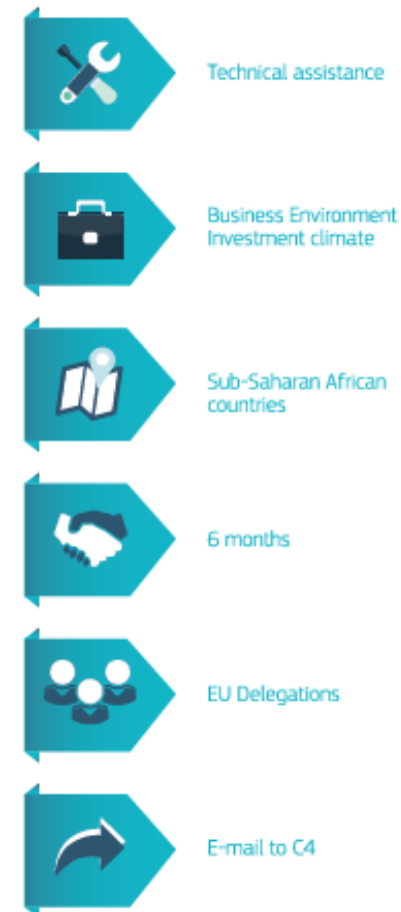 Technical assistance
Business Environment
Investment climate
Sub-Saharan African
countries
6 months
EU Delegations
E-mail to C4